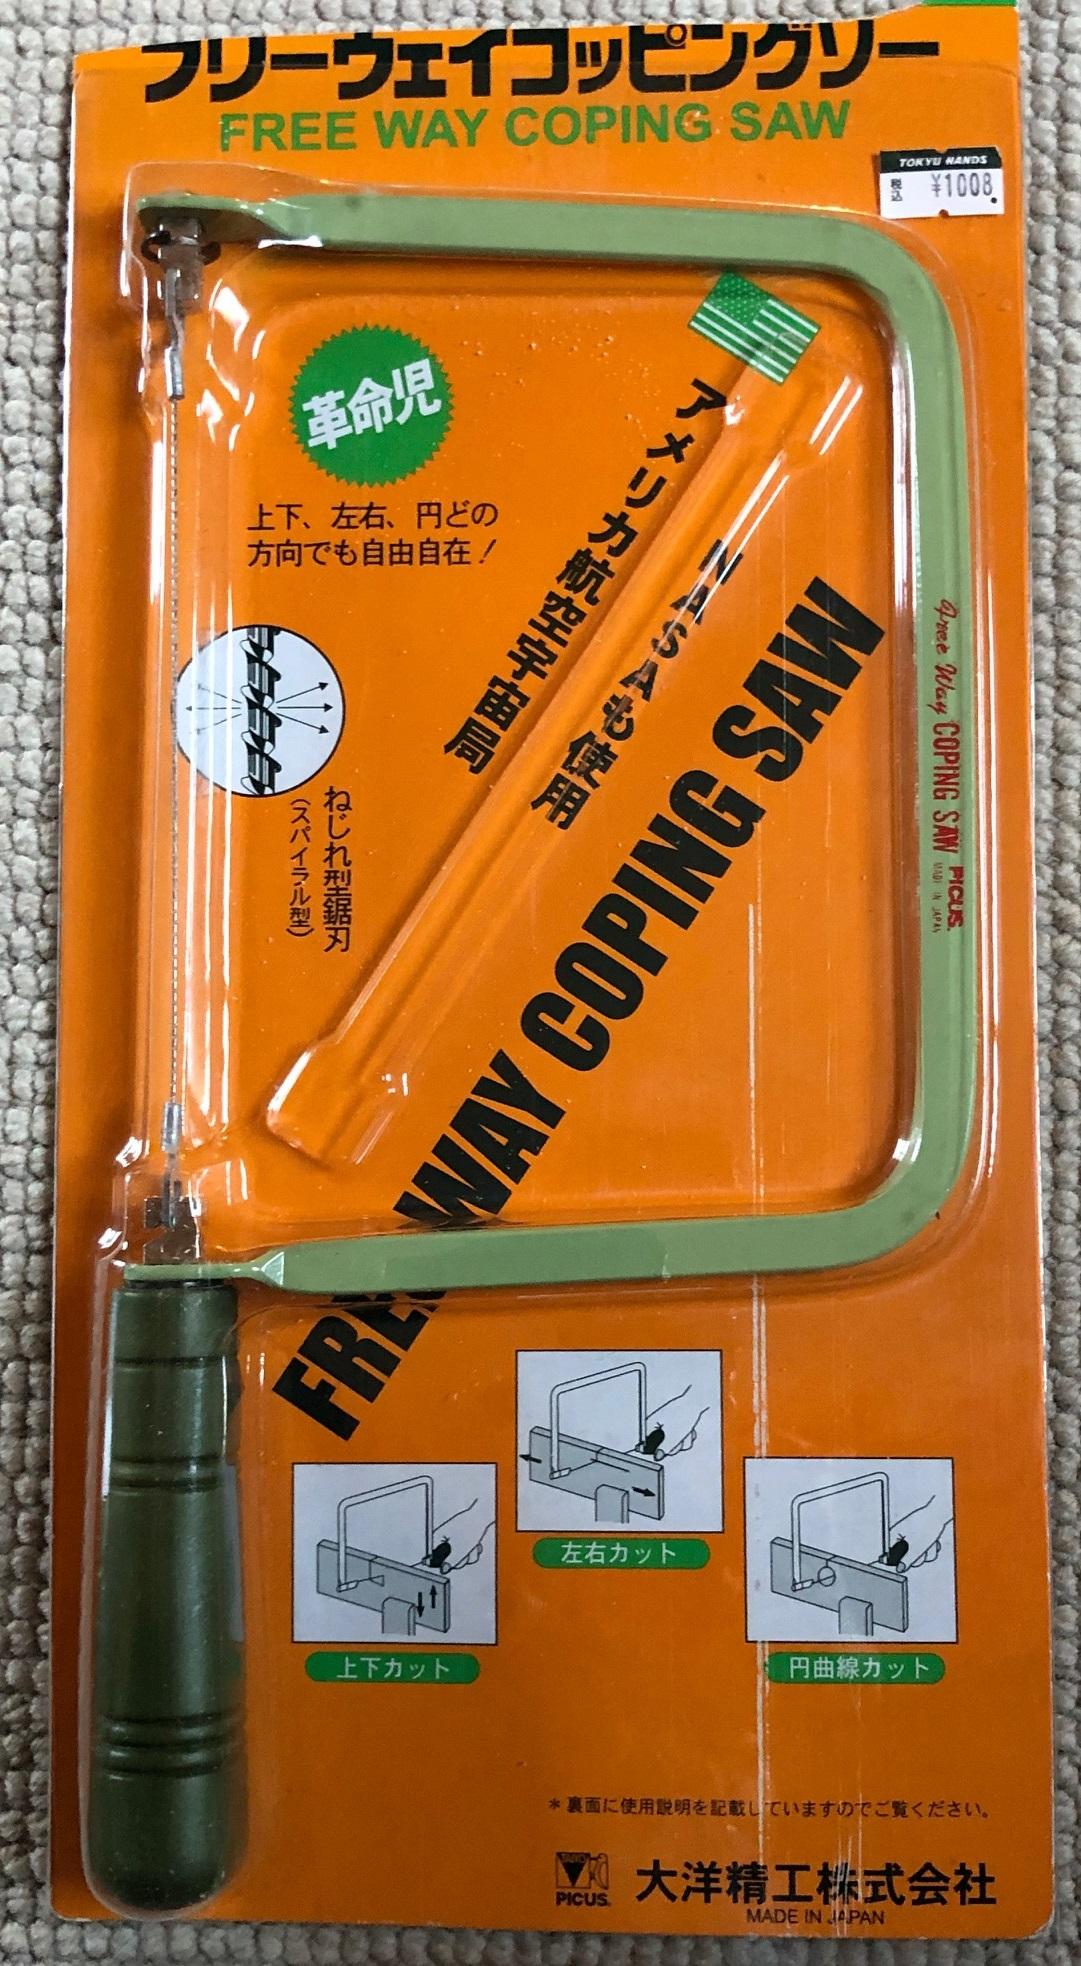 フリーウェイコッピングソー
FREE WAY COPING SAW
TOKYU HANDS
税込 ¥1008.
革命児
上下、左右、円どの
方向でも自由自在!
アメリカ航空宇宙局
NASAも使用
ねじれ型鋸刃
(スパイラル型)
FREE WAY COPING SAW
Free Way COPING SAW PICUS.
MADE IN JAPAN
左右カット
上下カット
円曲線カット
*裏面に使用説明を記載していますのでご覧ください。
PICUS.
大洋精工株式会社
MADE IN JAPAN